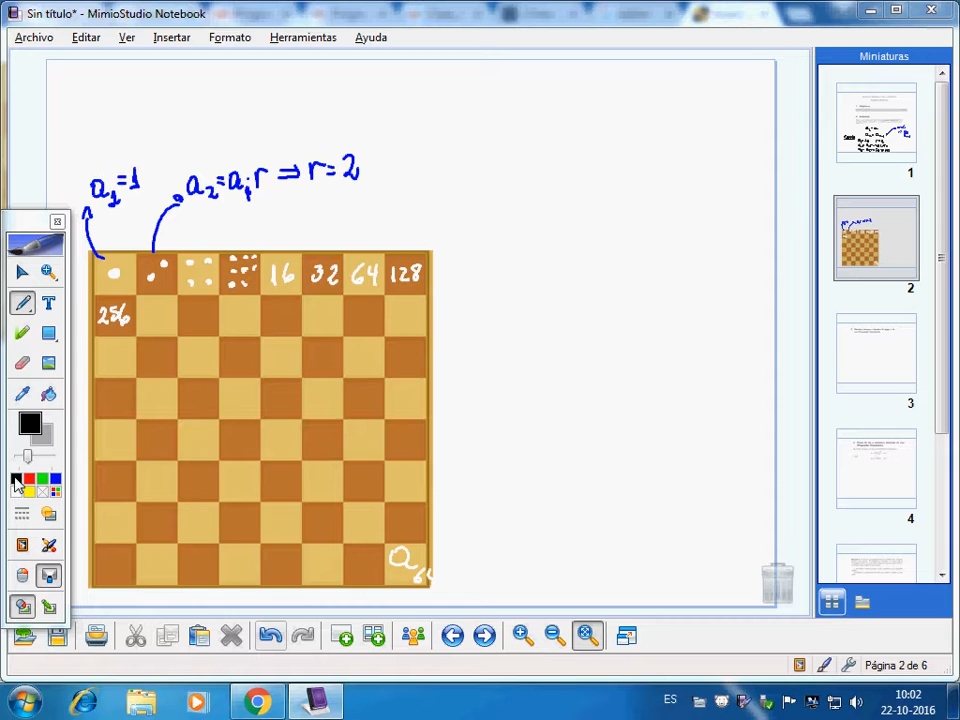 Sin título* - MimioStudio Notebook
Archivo Editar Ver Insertar Formato Herramientas Ayuda
Miniaturas
a₁=1
a₂=a₁·r ⇒ r=2
16 32 64 128
256
a₆₄
1
2
3
4
Página 2 de 6
ES
10:02
22-10-2016